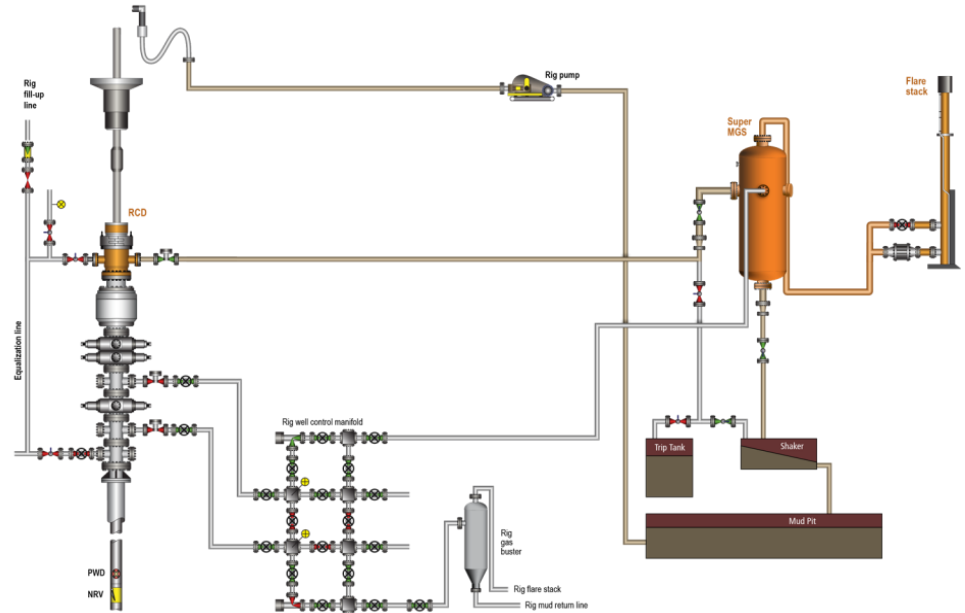 Rig
fill-up
line
Rig pump
Flare
stack
Super
MGS
RCD
Equalization line
Rig well control manifold
Trip Tank
Shaker
Mud Pit
Rig
gas
buster
PWD
NRV
Rig flare stack
Rig mud return line